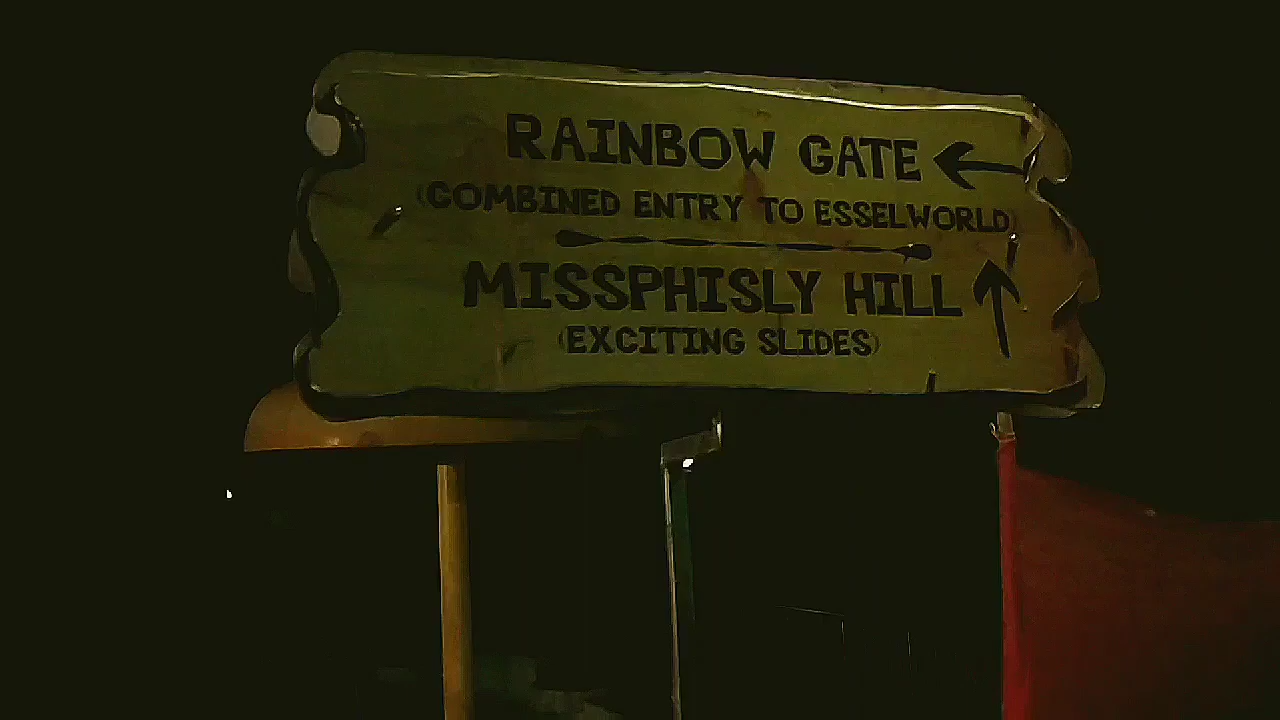 RAINBOW GATE ←
(COMBINED ENTRY TO ESSELWORLD)
MISSPHISLY HILL ↑
(EXCITING SLIDES)